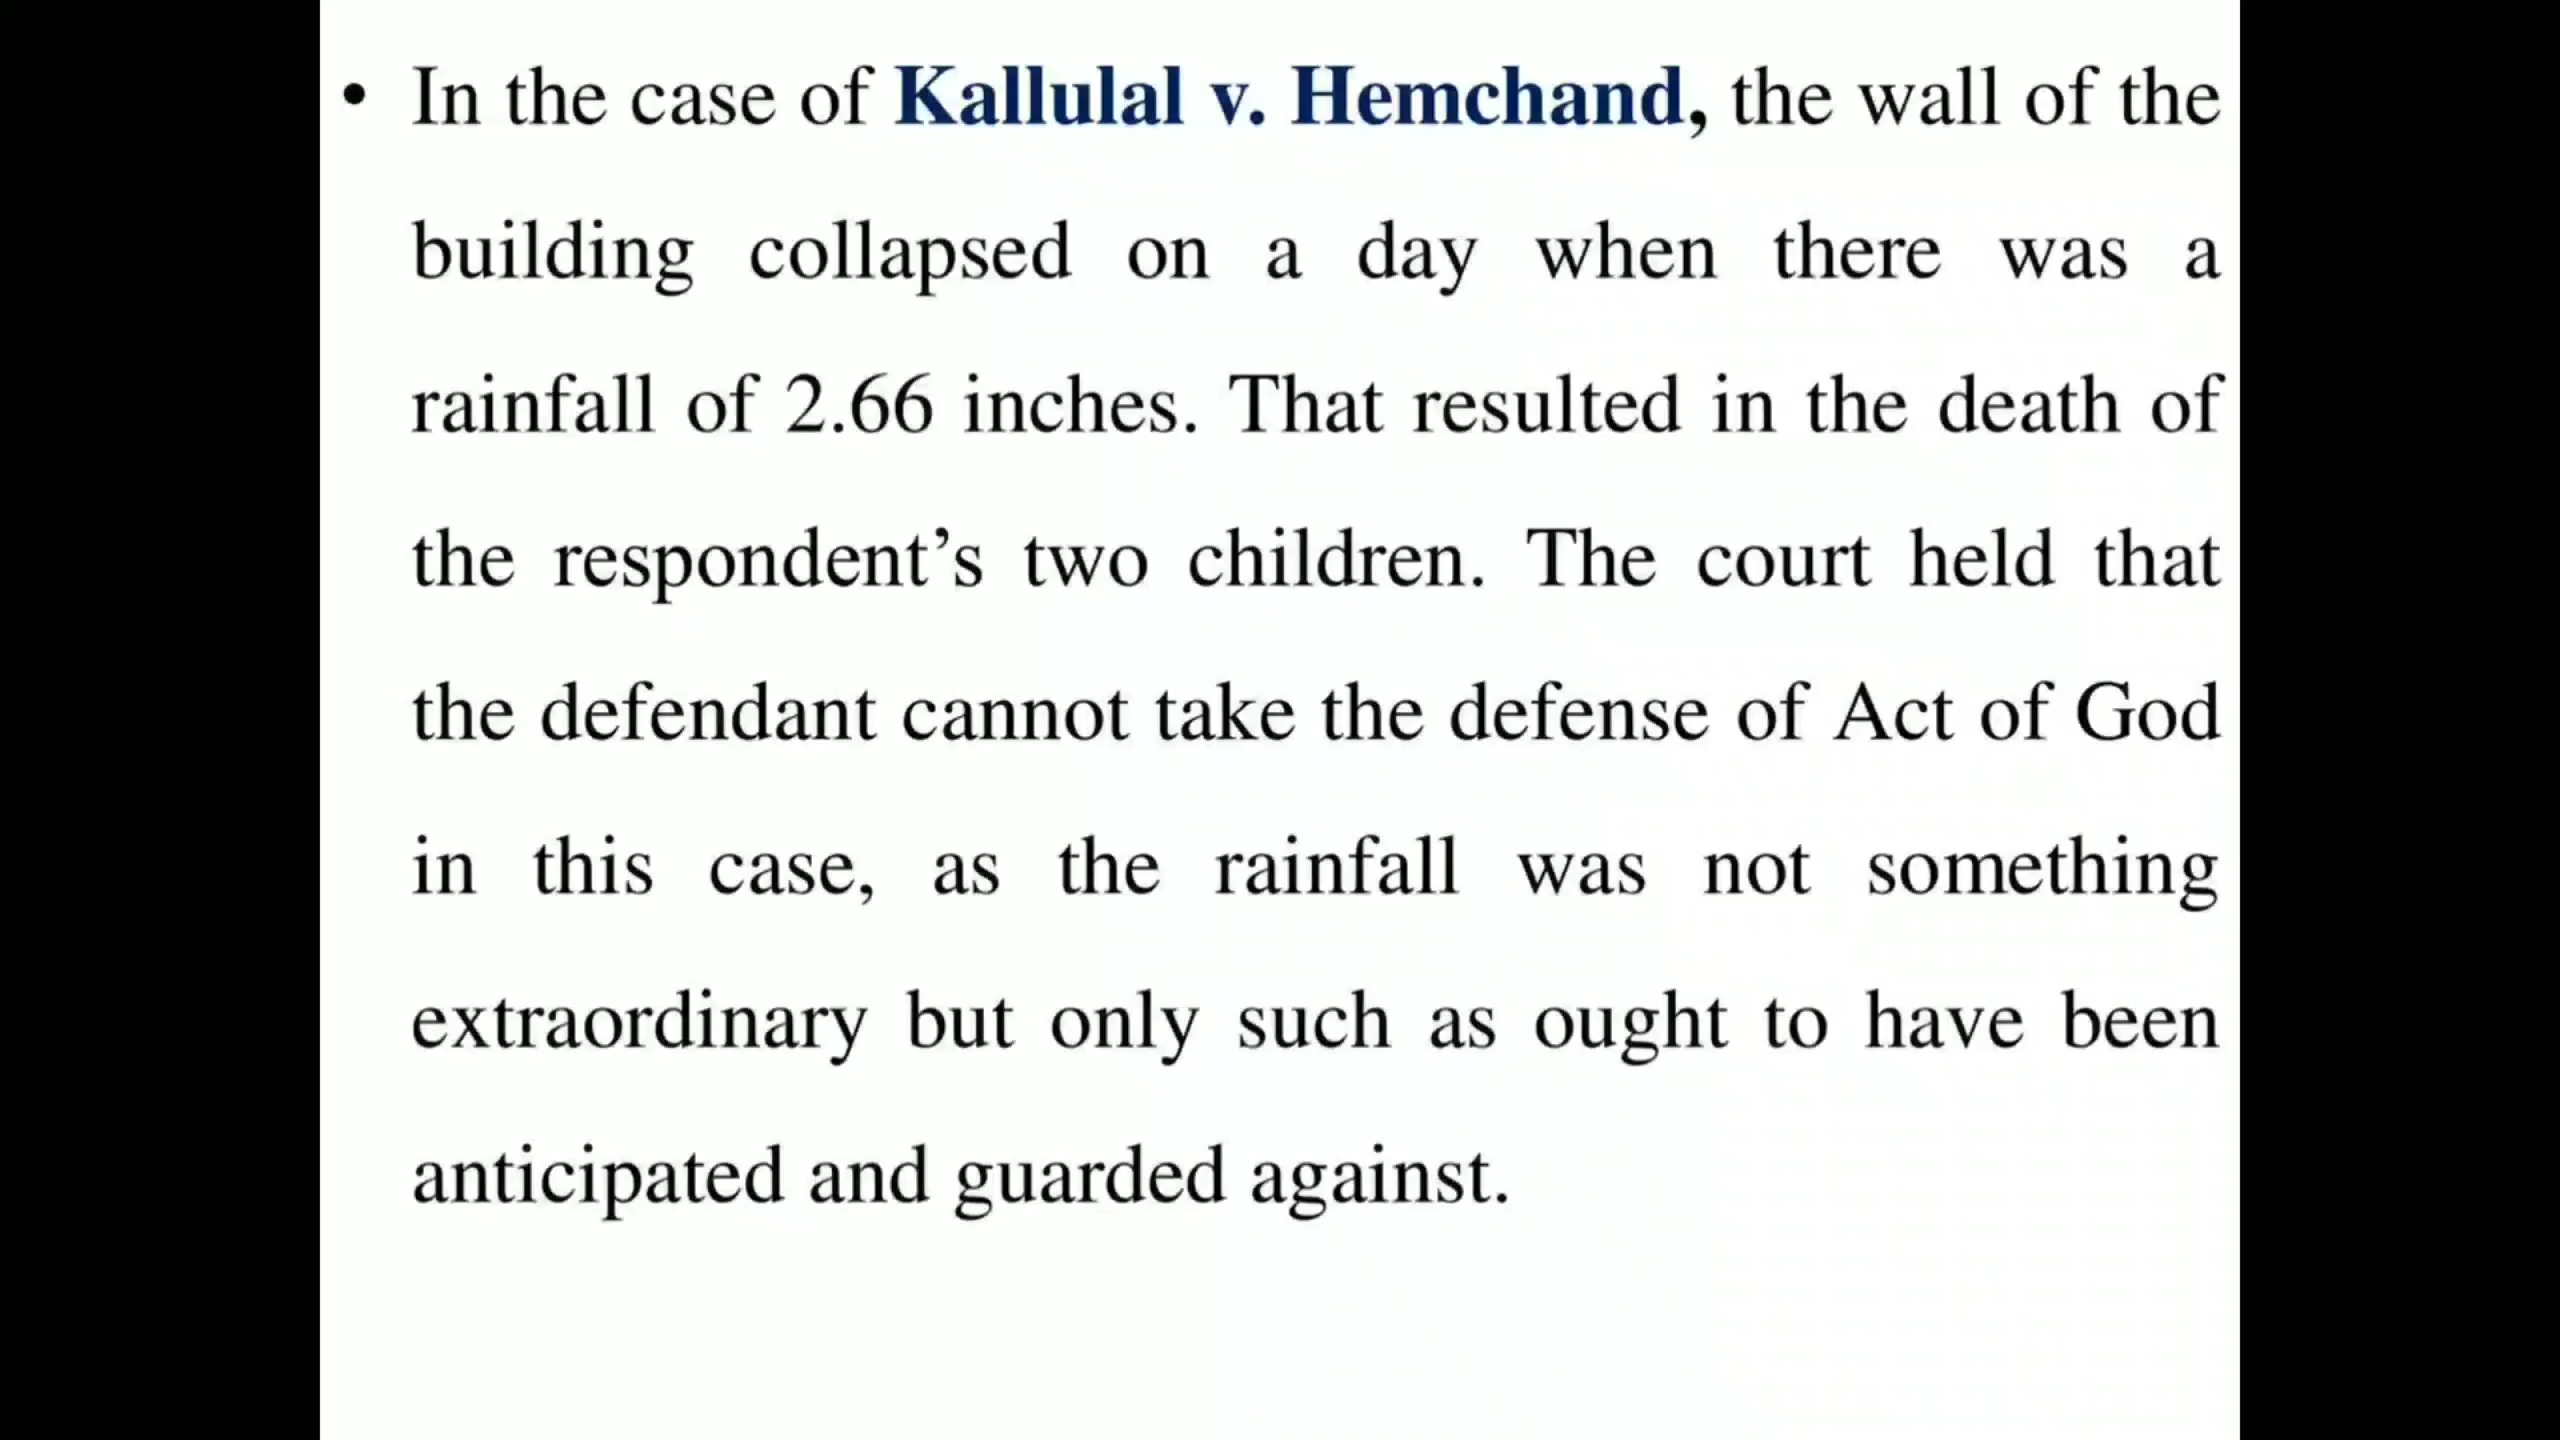 • In the case of Kallulal v. Hemchand, the wall of the
building collapsed on a day when there was a
rainfall of 2.66 inches. That resulted in the death of
the respondent’s two children. The court held that
the defendant cannot take the defense of Act of God
in this case, as the rainfall was not something
extraordinary but only such as ought to have been
anticipated and guarded against.